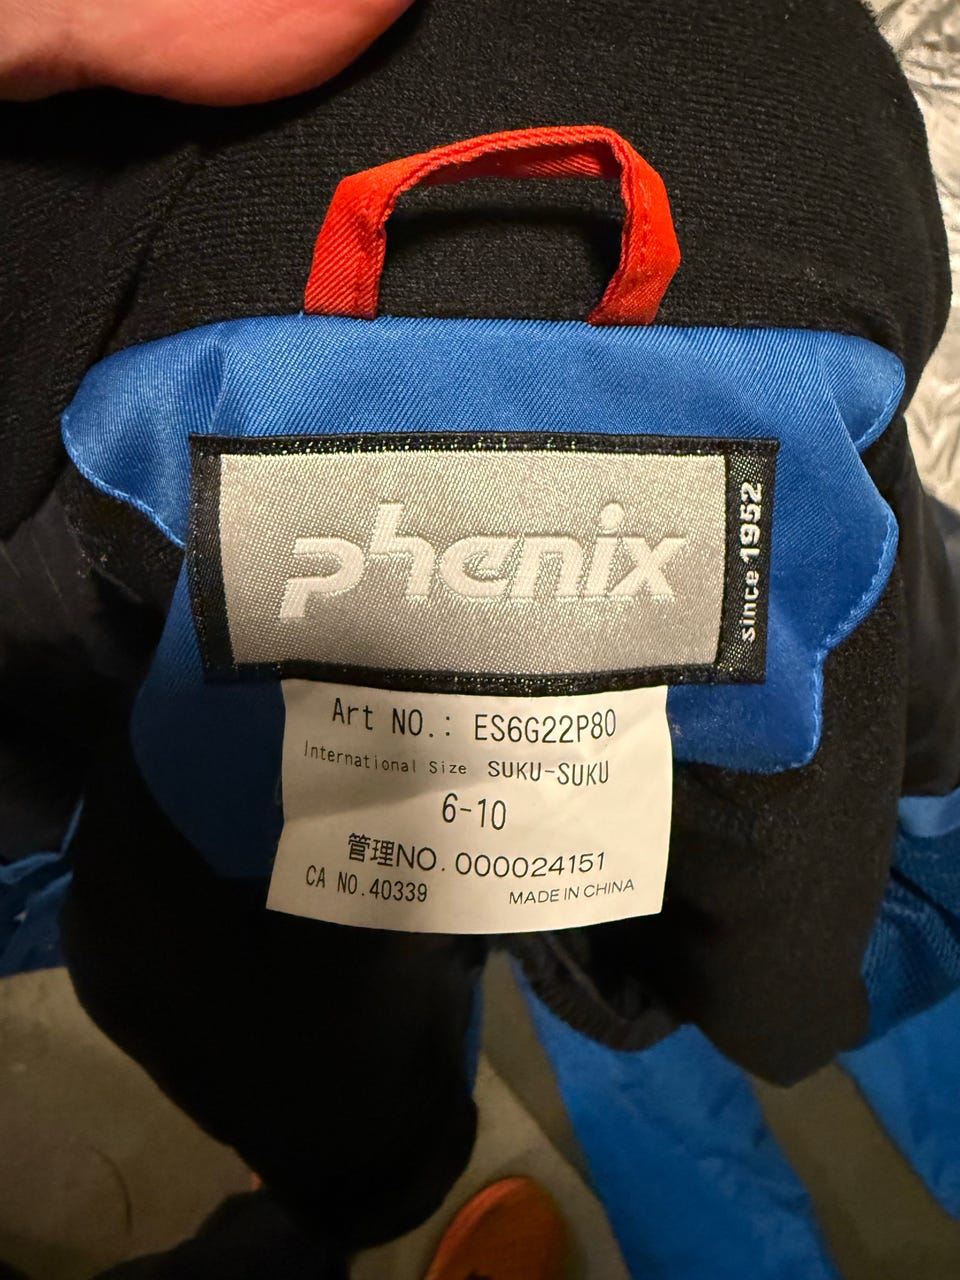 phenix
since 1952
Art NO.: ES6G22P80
International Size SUKU-SUKU
6-10
管理NO. 000024151
CA NO. 40339 MADE IN CHINA